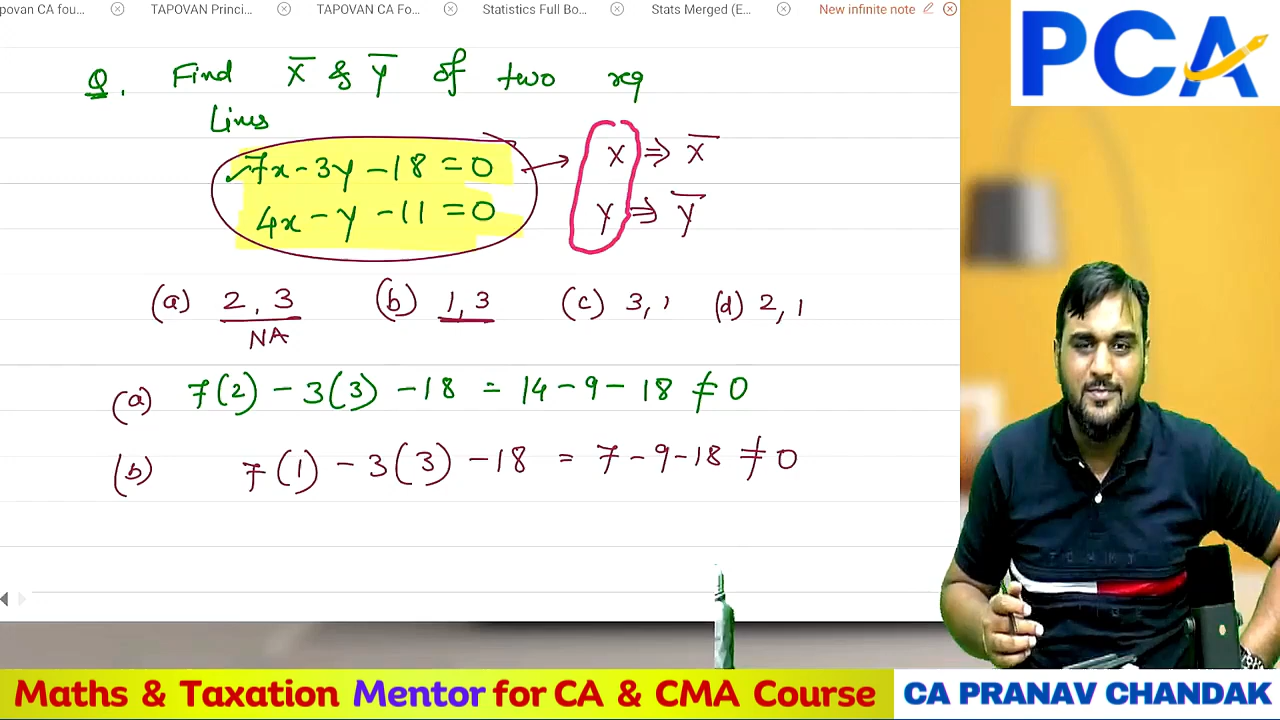 povan CA fou... TAPOVAN Princi... TAPOVAN CA Fo... Statistics Full Bo... Stats Merged (E... New infinite note
PCA
Q. Find X̄ & Ȳ of two reg
lines
7x - 3y - 18 = 0
4x - y - 11 = 0
x ⇒ X̄
y ⇒ Ȳ
(a) 2, 3 (b) 1, 3 (c) 3, 1 (d) 2, 1
NA
(a) 7(2) - 3(3) - 18 = 14 - 9 - 18 ≠ 0
(b) 7(1) - 3(3) - 18 = 7 - 9 - 18 ≠ 0
Maths & Taxation Mentor for CA & CMA Course
CA PRANAV CHANDAK